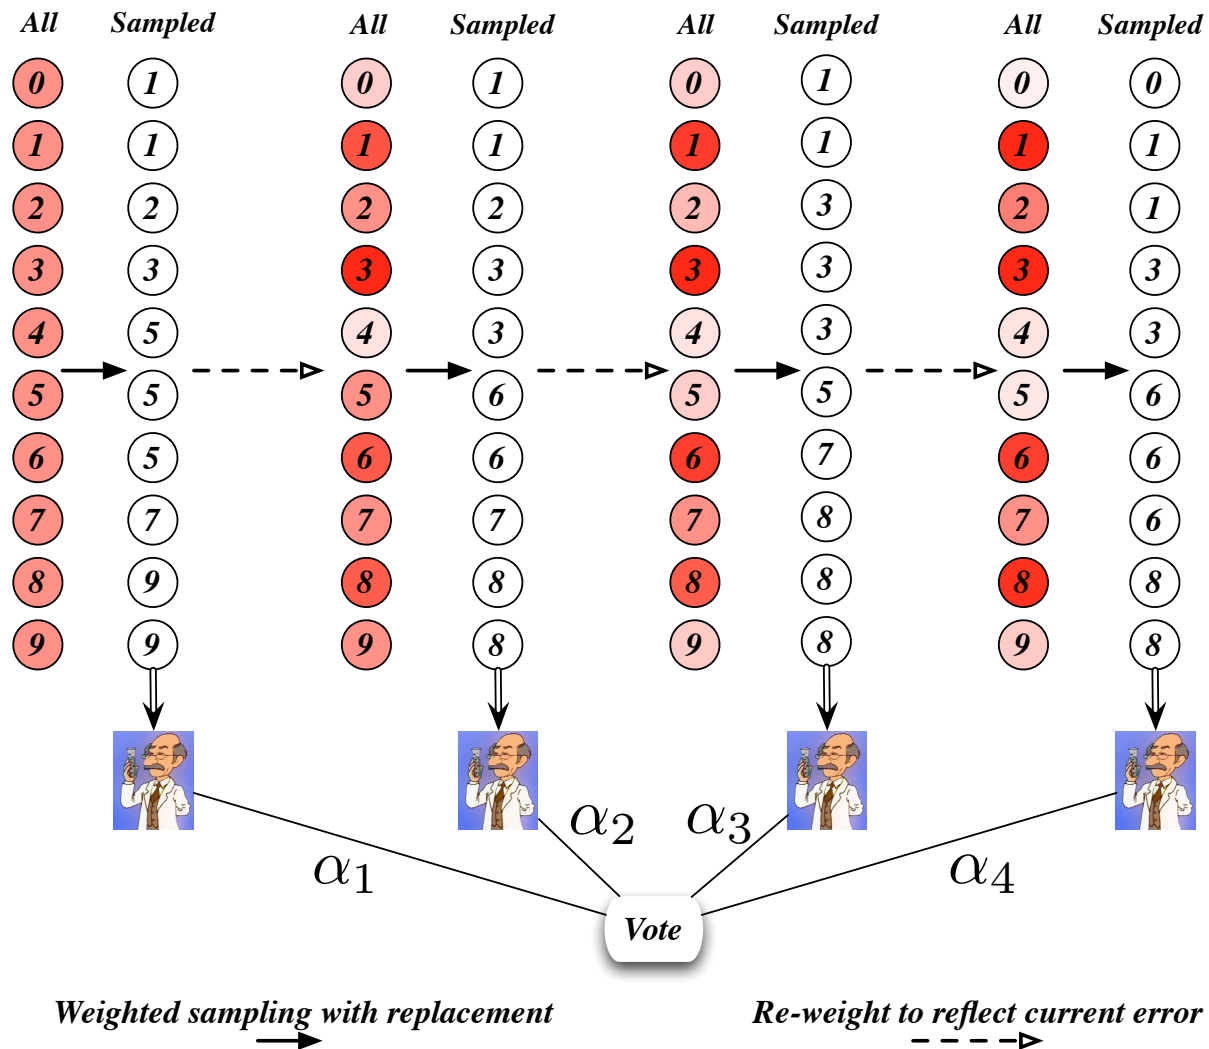 All Sampled All Sampled All Sampled All Sampled
0 1 0 1 0 1 0 0
1 1 1 1 1 1 1 1
2 2 2 2 2 3 2 1
3 3 3 3 3 3 3 3
4 5 4 3 4 3 4 3
5 5 5 6 5 5 5 6
6 5 6 6 6 7 6 6
7 7 7 7 7 8 7 6
8 9 8 8 8 8 8 8
9 9 9 8 9 8 9 8
α2 α3
α1 α4
Vote
Weighted sampling with replacement Re-weight to reflect current error